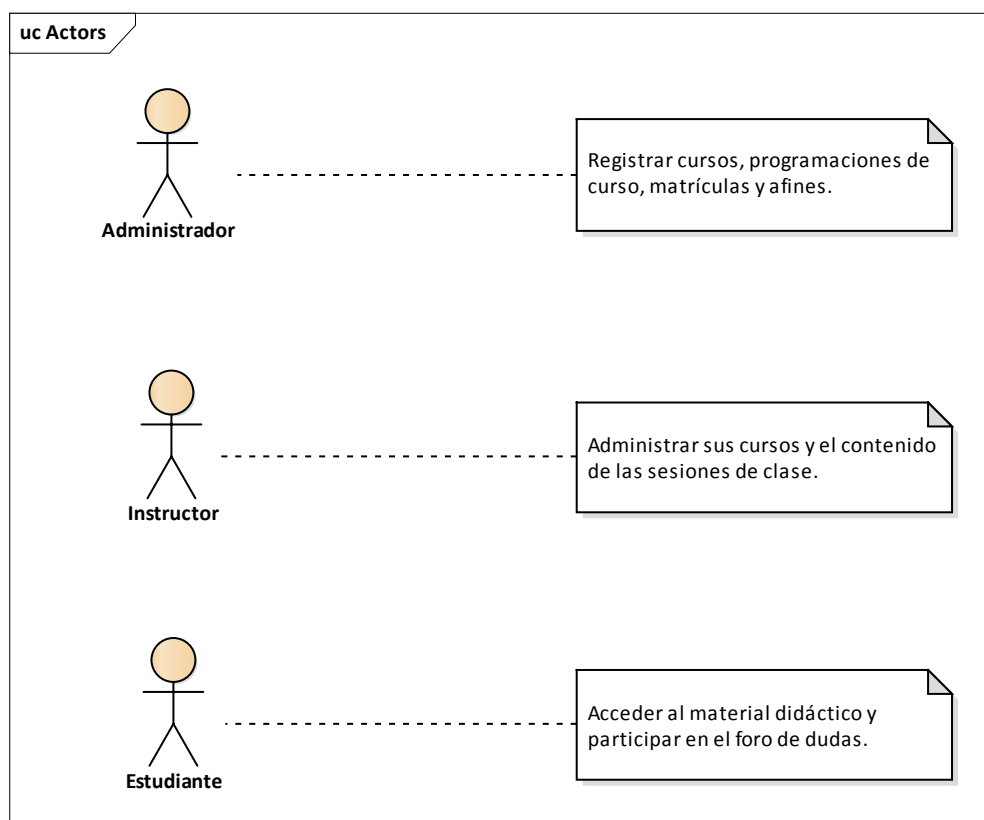 uc Actors
Administrador
Registrar cursos, programaciones de
curso, matrículas y afines.
Instructor
Administrar sus cursos y el contenido
de las sesiones de clase.
Estudiante
Acceder al material didáctico y
participar en el foro de dudas.